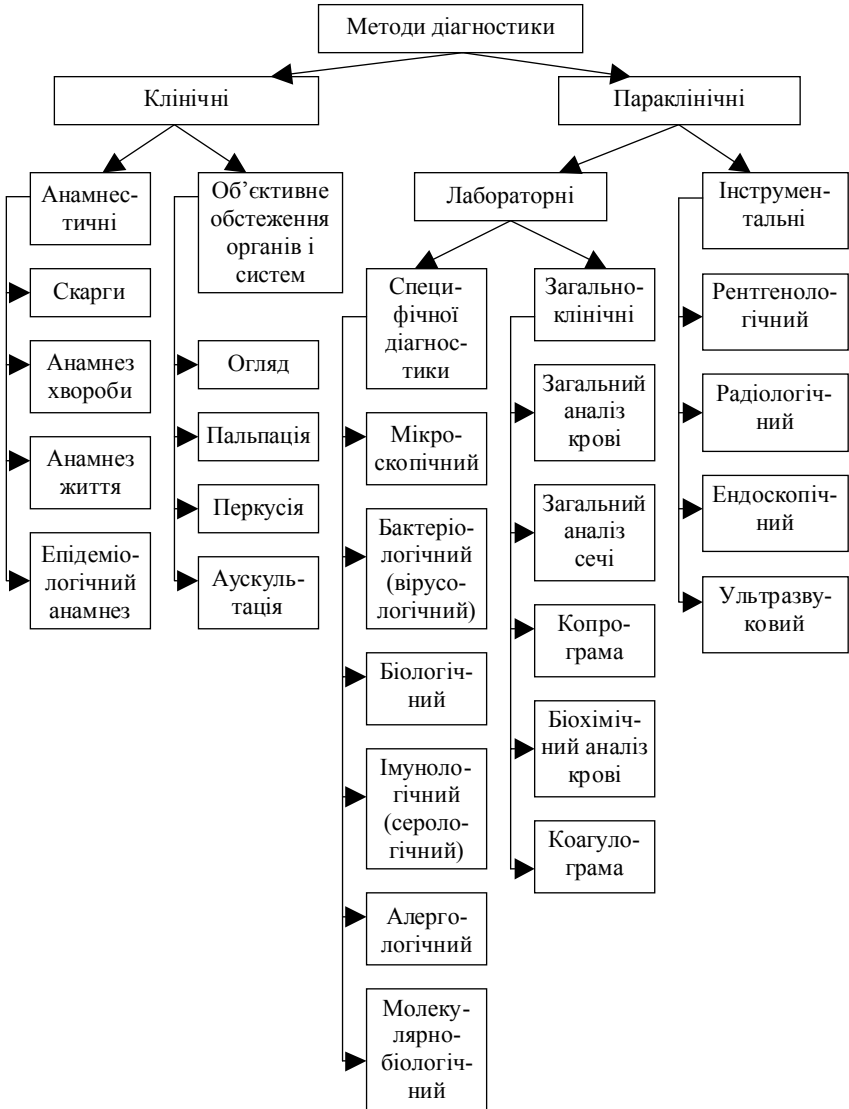 Методи діагностики
Клінічні
Параклінічні
Анамнес-
тичні
Скарги
Анамнез
хвороби
Анамнез
життя
Епідеміо-
логічний
анамнез
Об’єктивне
обстеження
органів і
систем
Огляд
Пальпація
Перкусія
Аускуль-
тація
Лабораторні
Специ-
фічної
діагнос-
тики
Мікро-
скопічний
Бактеріо-
логічний
(вірусо-
логічний)
Біологіч-
ний
Імуноло-
гічний
(сероло-
гічний)
Алерго-
логічний
Молеку-
лярно-
біологіч-
ний
Загально-
клінічні
Загальний
аналіз
крові
Загальний
аналіз
сечі
Копро-
грама
Біохіміч-
ний аналіз
крові
Коагуло-
грама
Інструмен-
тальні
Рентгеноло-
гічний
Радіологіч-
ний
Ендоскопіч-
ний
Ультразву-
ковий